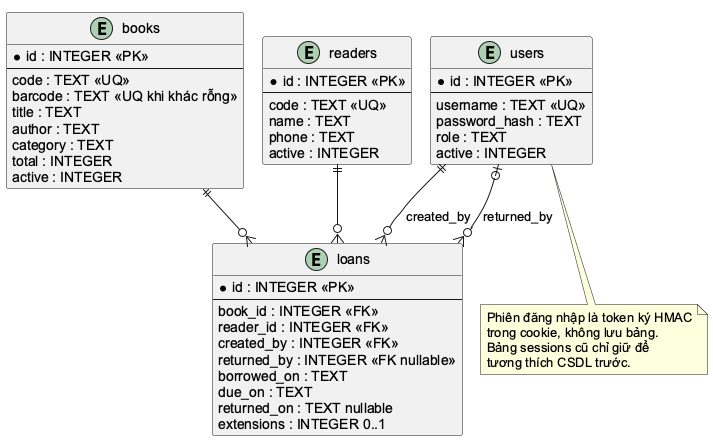 E books
* id : INTEGER «PK»
code : TEXT «UQ»
barcode : TEXT «UQ khi khác rỗng»
title : TEXT
author : TEXT
category : TEXT
total : INTEGER
active : INTEGER
E readers
* id : INTEGER «PK»
code : TEXT «UQ»
name : TEXT
phone : TEXT
active : INTEGER
E users
* id : INTEGER «PK»
username : TEXT «UQ»
password_hash : TEXT
role : TEXT
active : INTEGER
created_by
returned_by
E loans
* id : INTEGER «PK»
book_id : INTEGER «FK»
reader_id : INTEGER «FK»
created_by : INTEGER «FK»
returned_by : INTEGER «FK nullable»
borrowed_on : TEXT
due_on : TEXT
returned_on : TEXT nullable
extensions : INTEGER 0..1
Phiên đăng nhập là token ký HMAC
trong cookie, không lưu bảng.
Bảng sessions cũ chỉ giữ để
tương thích CSDL trước.